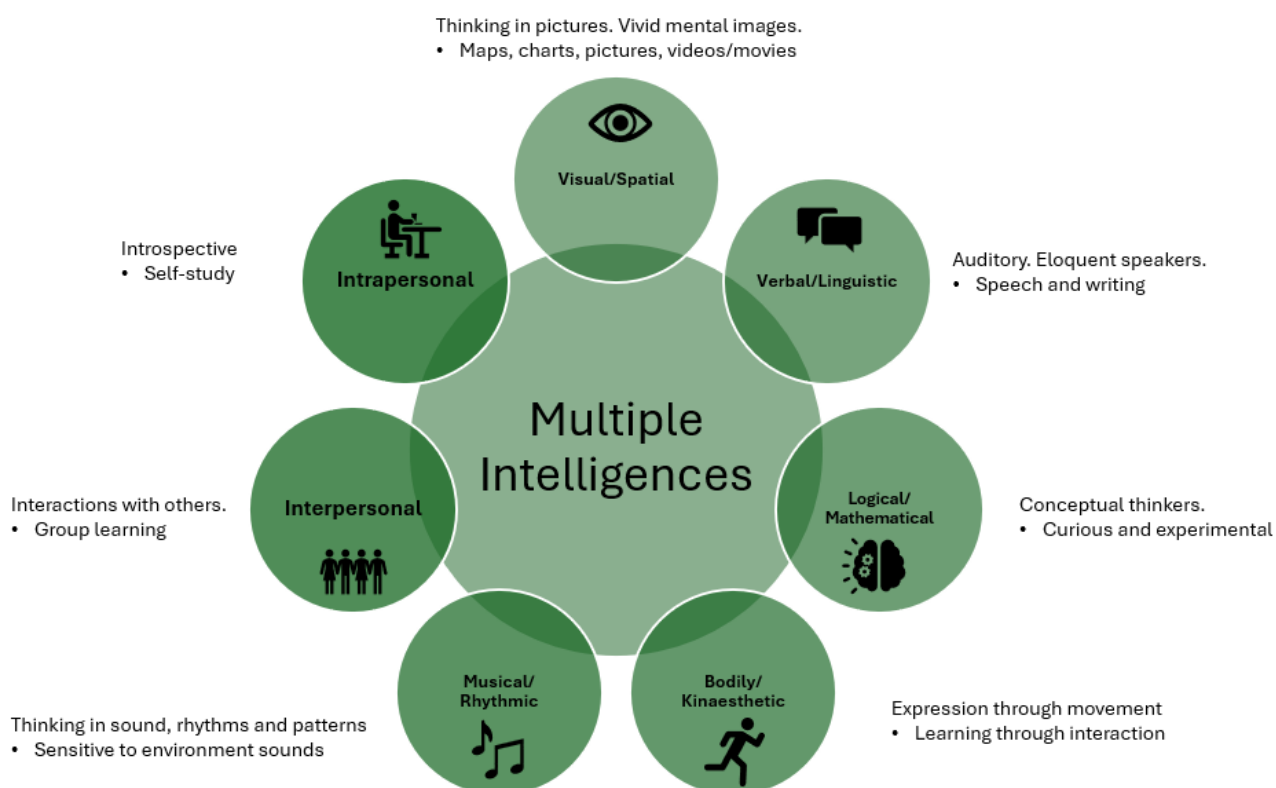 Thinking in pictures. Vivid mental images.
• Maps, charts, pictures, videos/movies
Visual/Spatial
Introspective
• Self-study
Intrapersonal
Verbal/Linguistic
Auditory. Eloquent speakers.
• Speech and writing
Multiple
Intelligences
Interactions with others.
• Group learning
Interpersonal
Logical/
Mathematical
Conceptual thinkers.
• Curious and experimental
Musical/
Rhythmic
Bodily/
Kinaesthetic
Thinking in sound, rhythms and patterns
• Sensitive to environment sounds
Expression through movement
• Learning through interaction